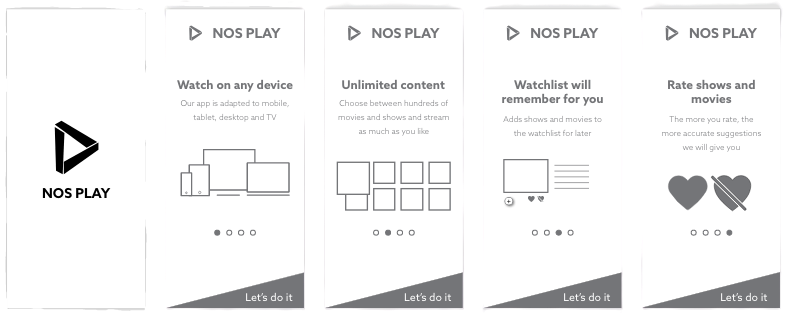 NOS PLAY
NOS PLAY
Watch on any device
Our app is adapted to mobile,
tablet, desktop and TV
Let's do it
NOS PLAY
Unlimited content
Choose between hundreds of
movies and shows and stream
as much as you like
Let's do it
NOS PLAY
Watchlist will
remember for you
Adds shows and movies to
the watchlist for later
Let's do it
NOS PLAY
Rate shows and
movies
The more you rate, the
more accurate suggestions
we will give you
Let's do it